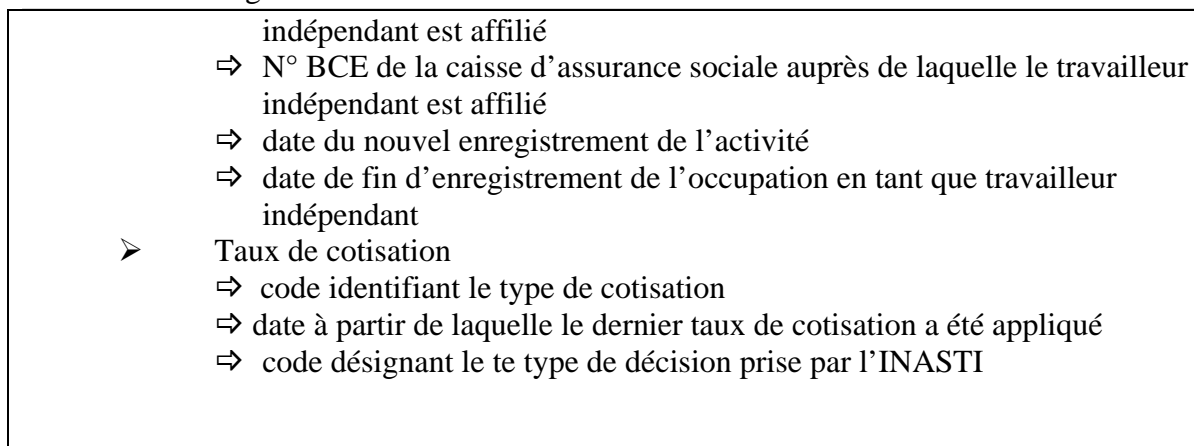 indépendant est affilié
⇨ N° BCE de la caisse d’assurance sociale auprès de laquelle le travailleur
indépendant est affilié
⇨ date du nouvel enregistrement de l’activité
⇨ date de fin d’enregistrement de l’occupation en tant que travailleur
indépendant
➢ Taux de cotisation
⇨ code identifiant le type de cotisation
⇨ date à partir de laquelle le dernier taux de cotisation a été appliqué
⇨ code désignant le te type de décision prise par l’INASTI